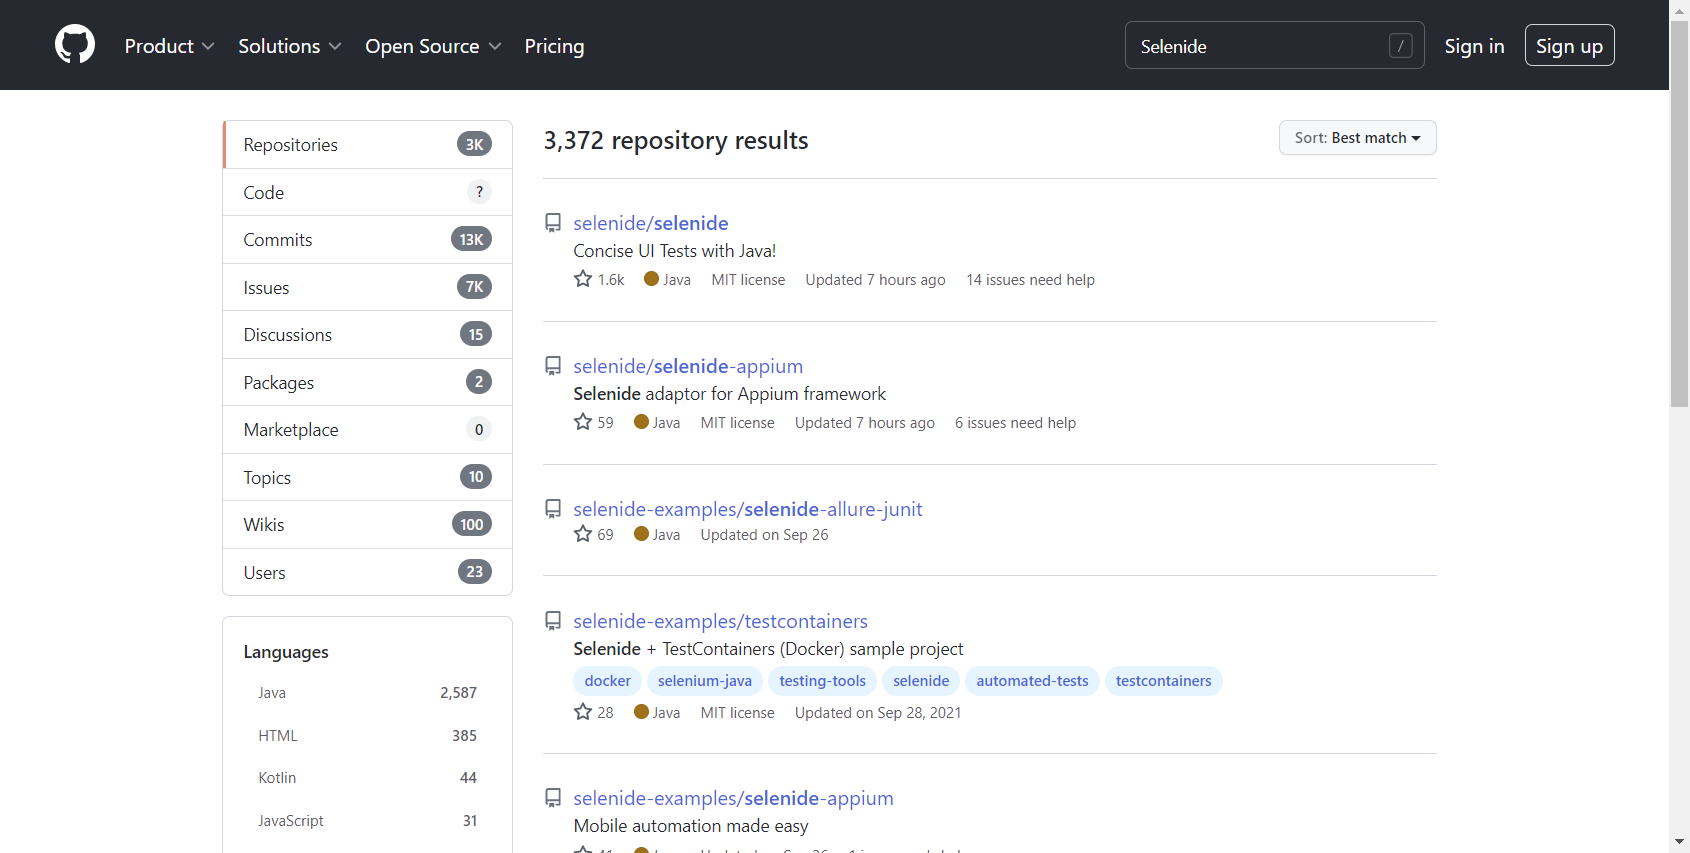 Product Solutions Open Source Pricing Selenide / Sign in Sign up
Repositories 3K
Code ?
Commits 13K
Issues 7K
Discussions 15
Packages 2
Marketplace 0
Topics 10
Wikis 100
Users 23
Languages
Java 2,587
HTML 385
Kotlin 44
JavaScript 31
3,372 repository results
Sort: Best match
selenide/selenide
Concise UI Tests with Java!
1.6k Java MIT license Updated 7 hours ago 14 issues need help
selenide/selenide-appium
Selenide adaptor for Appium framework
59 Java MIT license Updated 7 hours ago 6 issues need help
selenide-examples/selenide-allure-junit
69 Java Updated on Sep 26
selenide-examples/testcontainers
Selenide + TestContainers (Docker) sample project
docker selenium-java testing-tools selenide automated-tests testcontainers
28 Java MIT license Updated on Sep 28, 2021
selenide-examples/selenide-appium
Mobile automation made easy